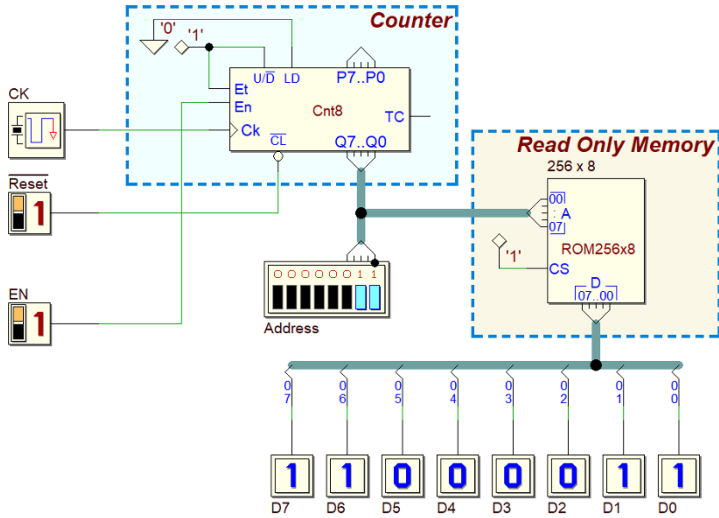 Counter
'0'
'1'
U/D LD
P7..P0
Et
En
Cnt8
TC
Ck
CL
Q7..Q0
CK
Reset
1
EN
1
Read Only Memory
256 x 8
00
: A
07
ROM256x8
'1'
CS
D
07..00
0 0 0 0 0 0 1 1
Address
07 06 05 04 03 02 01 00
1 1 0 0 0 0 1 1
D7 D6 D5 D4 D3 D2 D1 D0